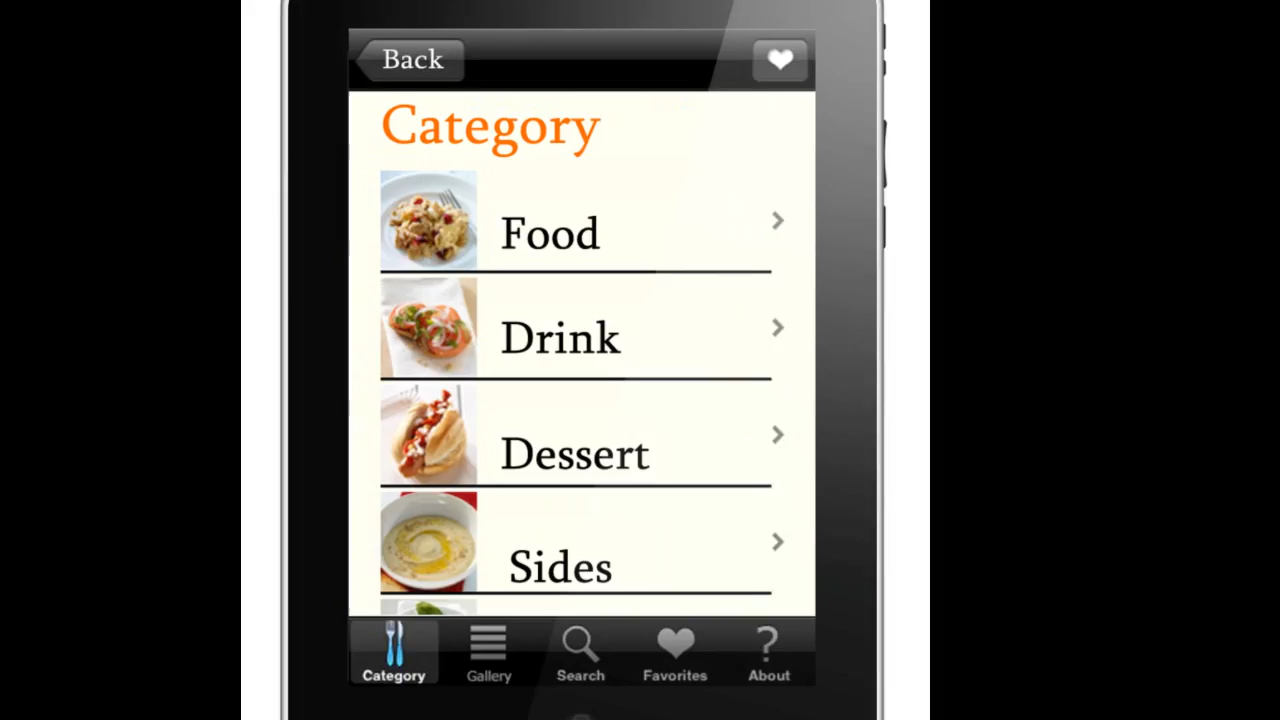 Back
Category
Food
Drink
Dessert
Sides
Category Gallery Search Favorites About